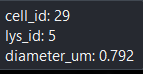 cell_id: 29
lys_id: 5
diameter_um: 0.792